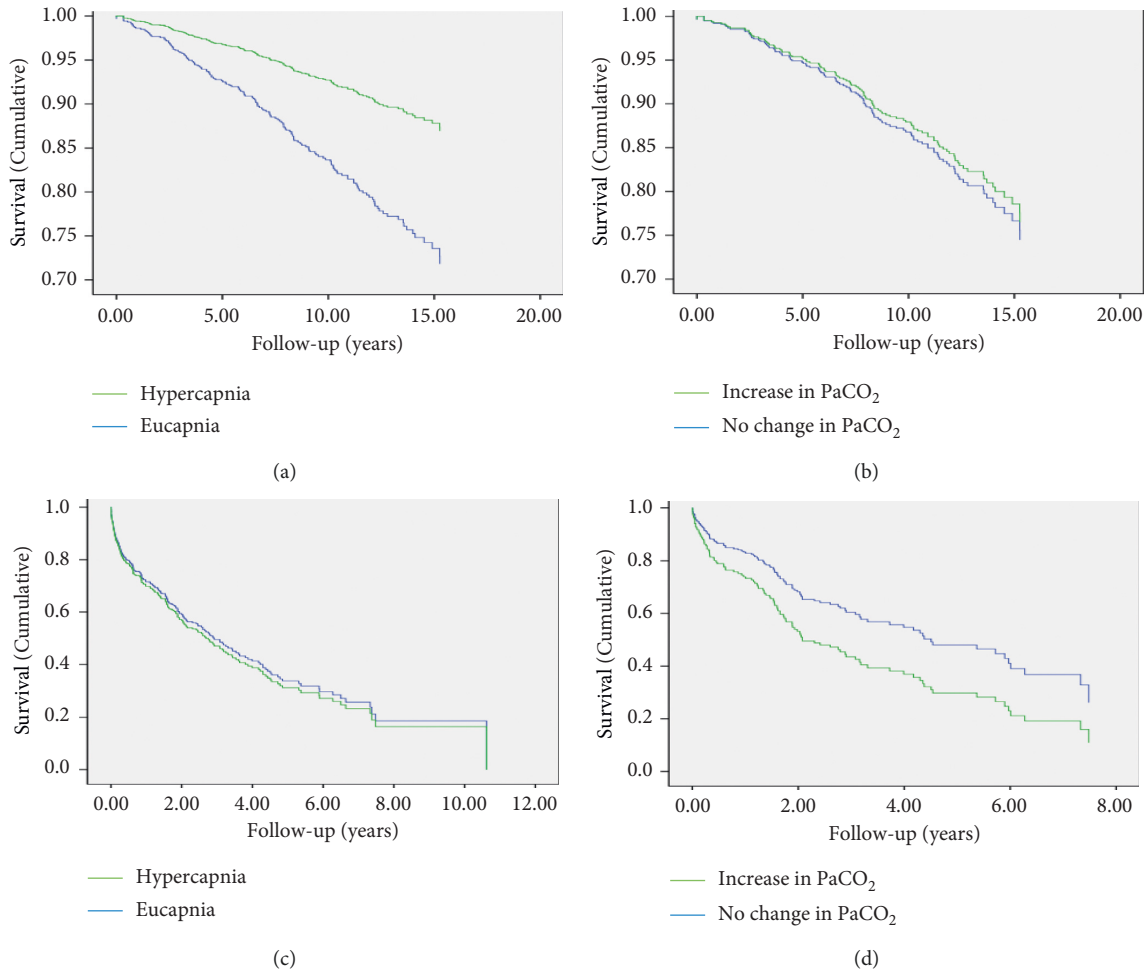 1.00
0.95
0.90
0.85
0.80
0.75
0.70
Survival (Cumulative)
0.00 5.00 10.00 15.00 20.00
Follow-up (years)
Hypercapnia
Eucapnia
(a)
1.00
0.95
0.90
0.85
0.80
0.75
0.70
Survival (Cumulative)
0.00 5.00 10.00 15.00 20.00
Follow-up (years)
Increase in PaCO₂
No change in PaCO₂
(b)
1.0
0.8
0.6
0.4
0.2
0.0
Survival (Cumulative)
0.00 2.00 4.00 6.00 8.00 10.00 12.00
Follow-up (years)
Hypercapnia
Eucapnia
(c)
1.0
0.8
0.6
0.4
0.2
0.0
Survival (Cumulative)
0.00 2.00 4.00 6.00 8.00
Follow-up (years)
Increase in PaCO₂
No change in PaCO₂
(d)